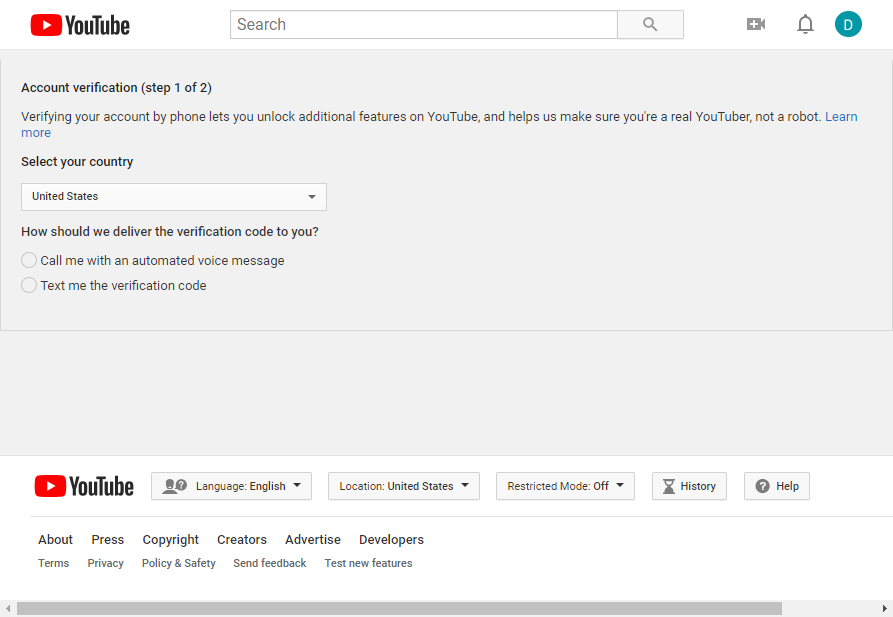 YouTube
Search
D
Account verification (step 1 of 2)
Verifying your account by phone lets you unlock additional features on YouTube, and helps us make sure you're a real YouTuber, not a robot. Learn
more
Select your country
United States
How should we deliver the verification code to you?
Call me with an automated voice message
Text me the verification code
YouTube Language: English Location: United States Restricted Mode: Off History Help
About Press Copyright Creators Advertise Developers
Terms Privacy Policy & Safety Send feedback Test new features